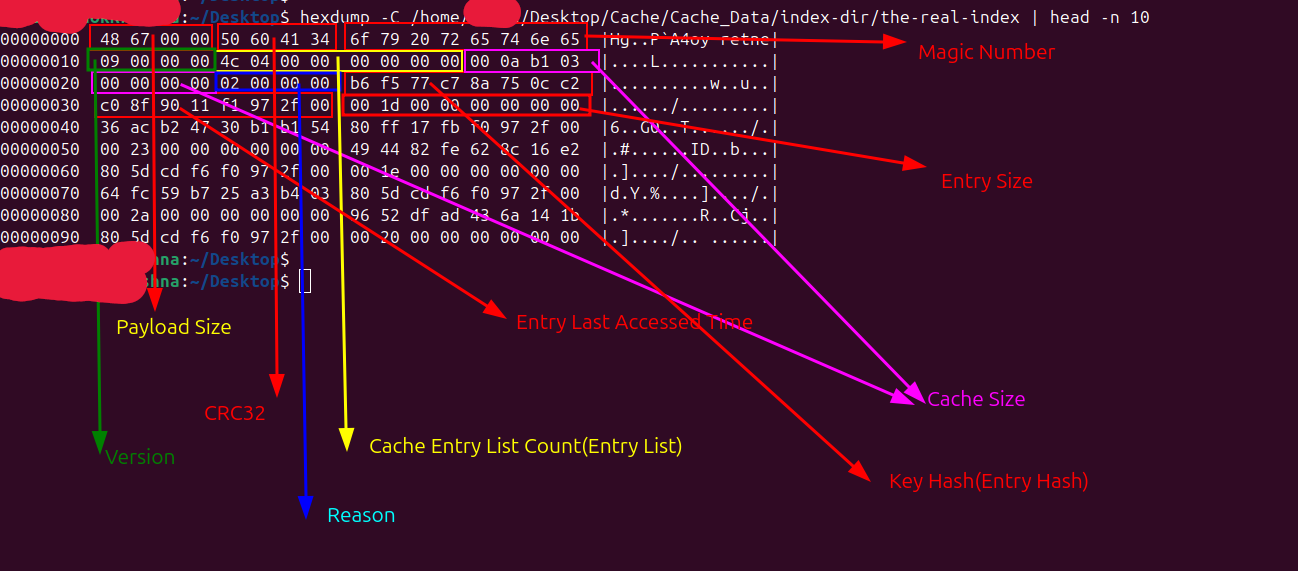 :~/Desktop$ hexdump -C /home/ /Desktop/Cache/Cache_Data/index-dir/the-real-index | head -n 10
00000000 48 67 00 00 50 60 41 34 6f 79 20 72 65 74 6e 65 |Hg..P`A4oy retne|
00000010 09 00 00 00 4c 04 00 00 00 00 00 00 00 0a b1 03 |....L...........|
00000020 00 00 00 00 02 00 00 00 b6 f5 77 c7 8a 75 0c c2 |..........w..u..|
00000030 c0 8f 90 11 f1 97 2f 00 00 1d 00 00 00 00 00 00 |....../.........|
00000040 36 ac b2 47 30 b1 b1 54 80 ff 17 fb f0 97 2f 00 |6..G0..T....../.|
00000050 00 23 00 00 00 00 00 00 49 44 82 fe 62 8c 16 e2 |.#......ID..b...|
00000060 80 5d cd f6 f0 97 2f 00 00 1e 00 00 00 00 00 00 |.]..../.........|
00000070 64 fc 59 b7 25 a3 b4 03 80 5d cd f6 f0 97 2f 00 |d.Y.%....]..../.|
00000080 00 2a 00 00 00 00 00 00 96 52 df ad 43 6a 14 1b |.*.......R..Cj..|
00000090 80 5d cd f6 f0 97 2f 00 00 20 00 00 00 00 00 00 |.]..../.. ......|
:~/Desktop$
:~/Desktop$
Magic Number
Entry Size
Payload Size
Entry Last Accessed Time
Cache Size
CRC32
Cache Entry List Count(Entry List)
Version
Key Hash(Entry Hash)
Reason